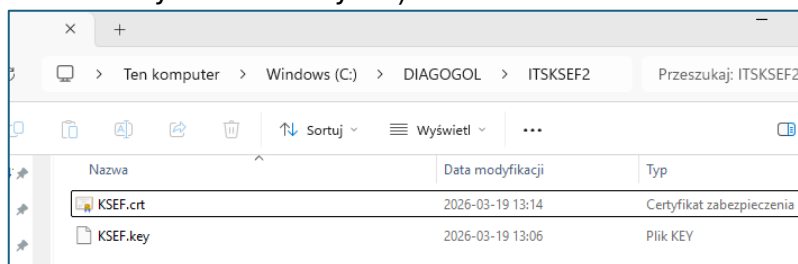 Ten komputer > Windows (C:) > DIAGOGOL > ITSKSEF2 Przeszukaj: ITSKSEF2
Sortuj Wyświetl ...
Nazwa Data modyfikacji Typ
KSEF.crt 2026-03-19 13:14 Certyfikat zabezpieczenia
KSEF.key 2026-03-19 13:06 Plik KEY